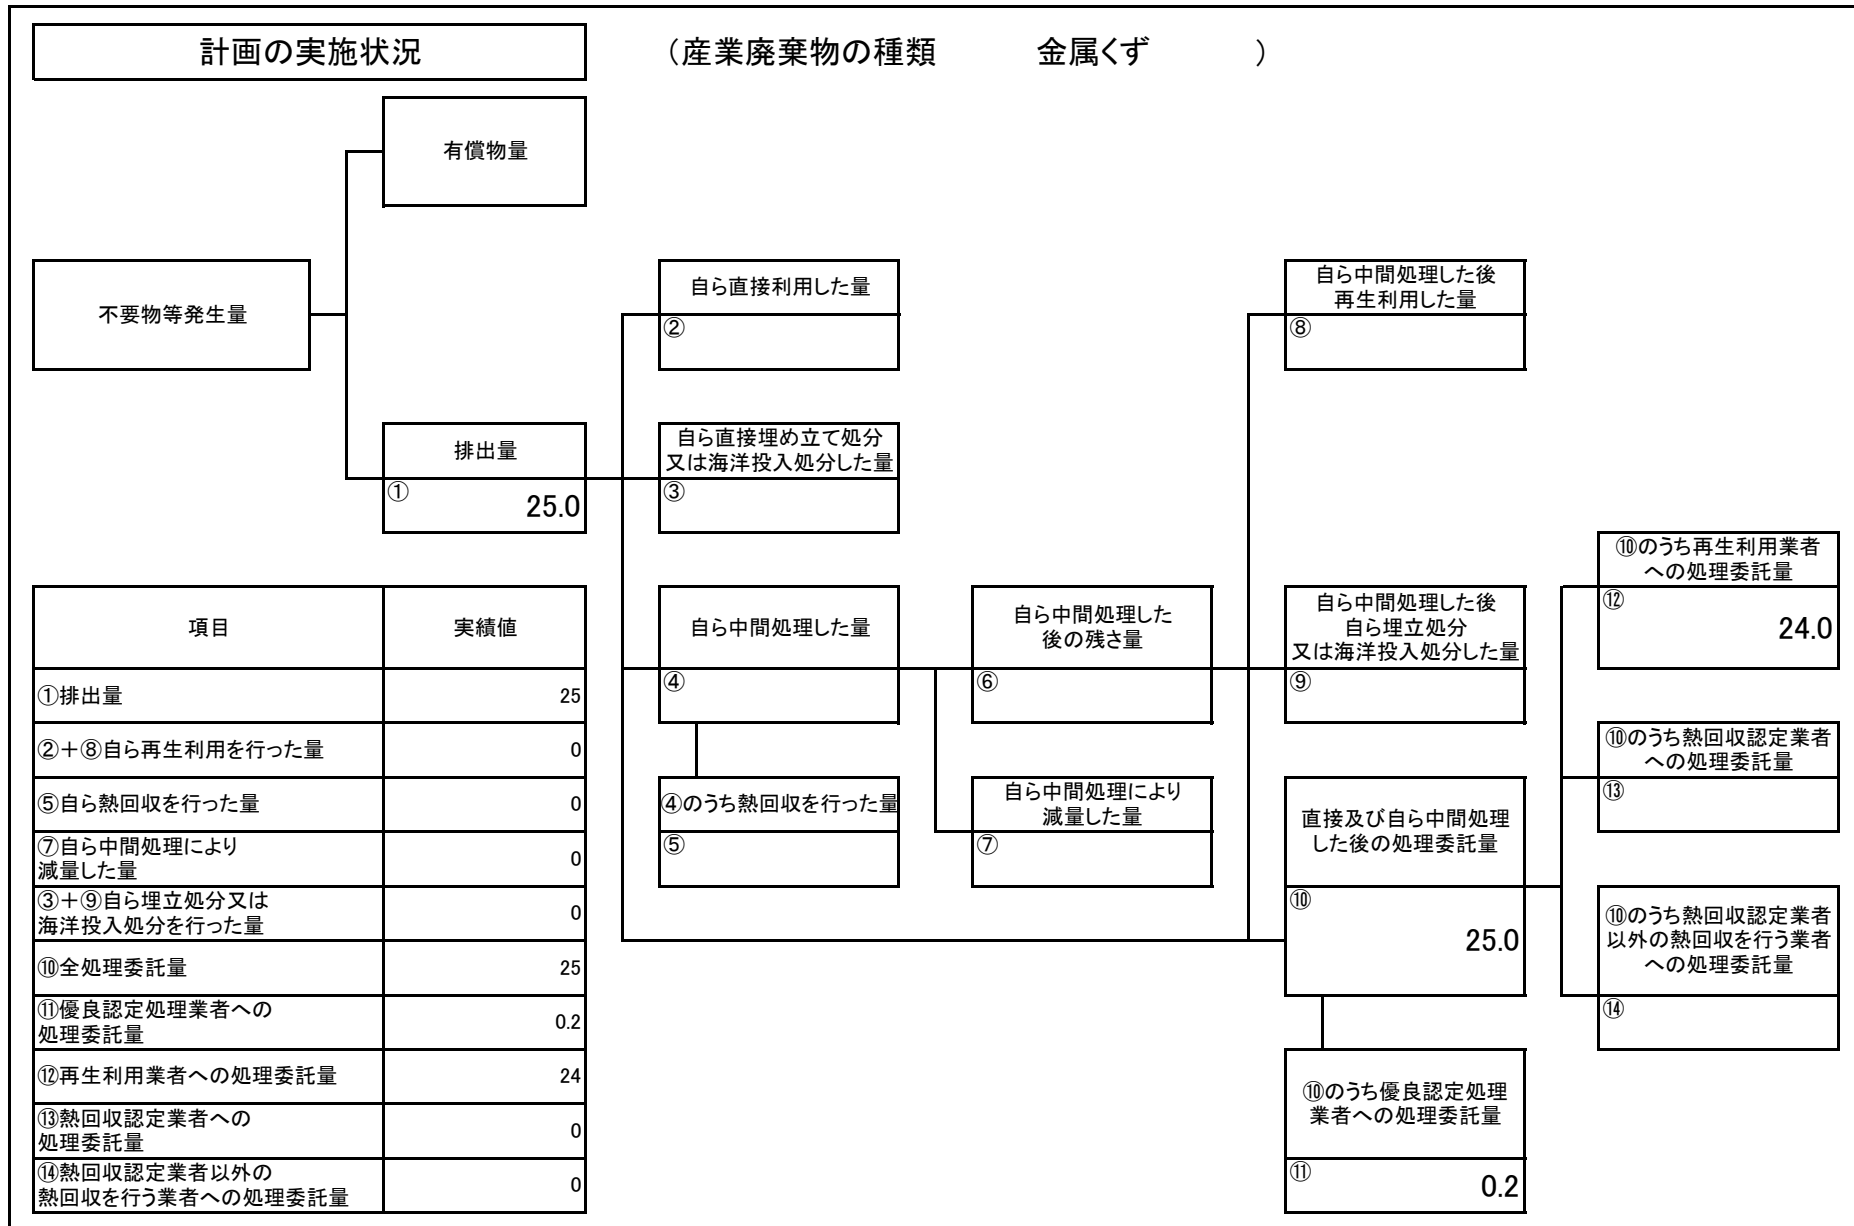 計画の実施状況
（産業廃棄物の種類 金属くず ）
有償物量
不要物等発生量
自ら直接利用した量
②
自ら中間処理した後
再生利用した量
⑧
排出量
① 25.0
自ら直接埋め立て処分
又は海洋投入処分した量
③
⑩のうち再生利用業者
への処理委託量
⑫ 24.0
自ら中間処理した量
④
自ら中間処理した
後の残さ量
⑥
自ら中間処理した後
自ら埋立処分
又は海洋投入処分した量
⑨
⑩のうち熱回収認定業者
への処理委託量
⑬
④のうち熱回収を行った量
⑤
自ら中間処理により
減量した量
⑦
直接及び自ら中間処理
した後の処理委託量
⑩ 25.0
⑩のうち熱回収認定業者
以外の熱回収を行う業者
への処理委託量
⑭
⑩のうち優良認定処理
業者への処理委託量
⑪ 0.2
項目 実績値
①排出量 25
②＋⑧自ら再生利用を行った量 0
⑤自ら熱回収を行った量 0
⑦自ら中間処理により
減量した量 0
③＋⑨自ら埋立処分又は
海洋投入処分を行った量 0
⑩全処理委託量 25
⑪優良認定処理業者への
処理委託量 0.2
⑫再生利用業者への処理委託量 24
⑬熱回収認定業者への
処理委託量 0
⑭熱回収認定業者以外の
熱回収を行う業者への処理委託量 0